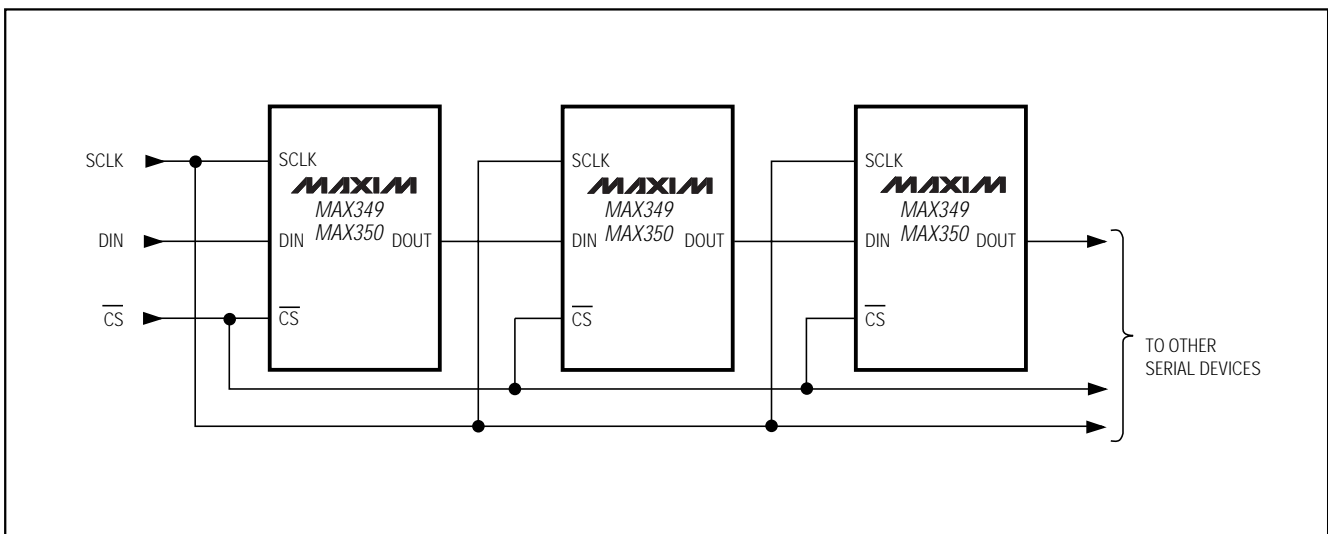 SCLK
DIN
CS
SCLK
MAXIM
MAX349
MAX350
DIN
DOUT
CS
SCLK
MAXIM
MAX349
MAX350
DIN
DOUT
CS
SCLK
MAXIM
MAX349
MAX350
DIN
DOUT
CS
TO OTHER
SERIAL DEVICES